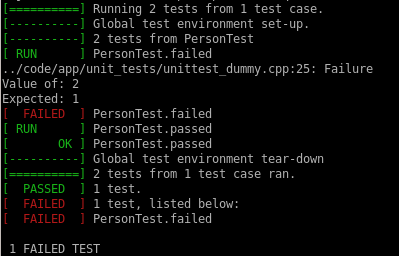 [==========] Running 2 tests from 1 test case.
[----------] Global test environment set-up.
[----------] 2 tests from PersonTest
[ RUN      ] PersonTest.failed
../code/app/unit_tests/unittest_dummy.cpp:25: Failure
Value of: 2
Expected: 1
[  FAILED  ] PersonTest.failed
[ RUN      ] PersonTest.passed
[       OK ] PersonTest.passed
[----------] Global test environment tear-down
[==========] 2 tests from 1 test case ran.
[  PASSED  ] 1 test.
[  FAILED  ] 1 test, listed below:
[  FAILED  ] PersonTest.failed
 1 FAILED TEST